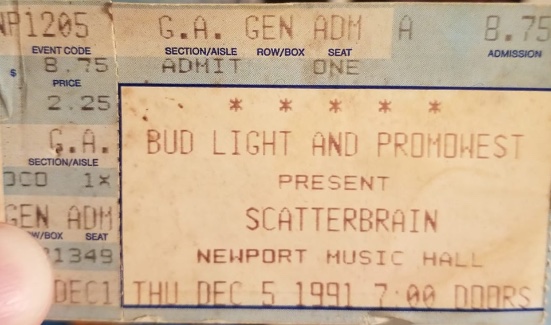 NP1205 G.A. GEN ADM A 8.75
EVENT CODE SECTION/AISLE ROW/BOX SEAT ADMISSION
$ 8.75 ADMIT ONE
PRICE
2.25 * * * * *
G.A. BUD LIGHT AND PROMOWEST
SECTION/AISLE
1X PRESENT
GEN ADM SCATTERBRAIN
SEAT
1349 NEWPORT MUSIC HALL
DEC1 THU DEC 5 1991 7:00 DOORS